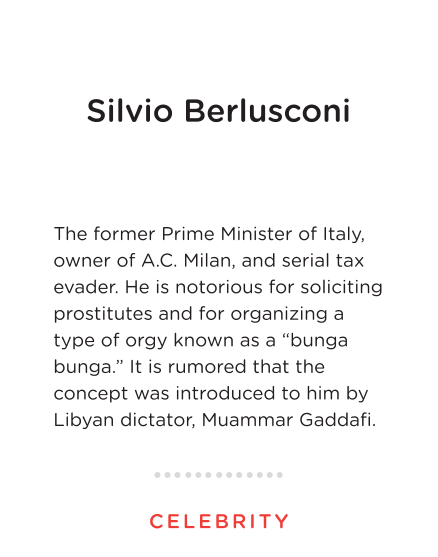 Silvio Berlusconi
The former Prime Minister of Italy,
owner of A.C. Milan, and serial tax
evader. He is notorious for soliciting
prostitutes and for organizing a
type of orgy known as a “bunga
bunga.” It is rumored that the
concept was introduced to him by
Libyan dictator, Muammar Gaddafi.
CELEBRITY